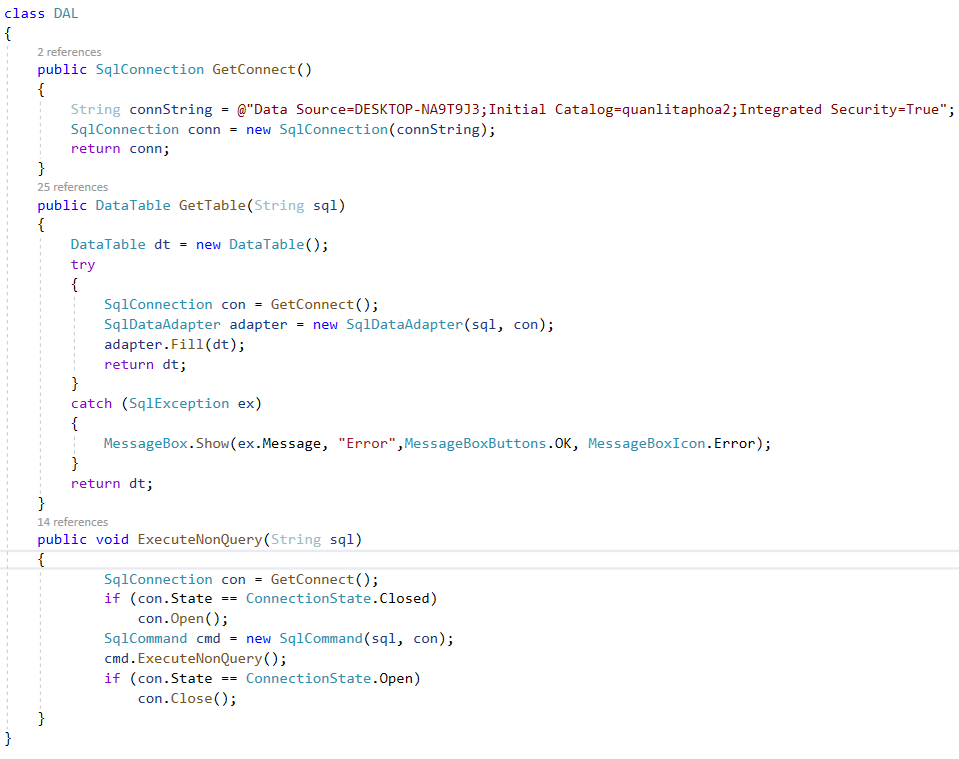 class DAL
{
2 references
public SqlConnection GetConnect()
{
String connString = @"Data Source=DESKTOP-NA9T9J3;Initial Catalog=quanlitaphoa2;Integrated Security=True";
SqlConnection conn = new SqlConnection(connString);
return conn;
}
25 references
public DataTable GetTable(String sql)
{
DataTable dt = new DataTable();
try
{
SqlConnection con = GetConnect();
SqlDataAdapter adapter = new SqlDataAdapter(sql, con);
adapter.Fill(dt);
return dt;
}
catch (SqlException ex)
{
MessageBox.Show(ex.Message, "Error",MessageBoxButtons.OK, MessageBoxIcon.Error);
}
return dt;
}
14 references
public void ExecuteNonQuery(String sql)
{
SqlConnection con = GetConnect();
if (con.State == ConnectionState.Closed)
con.Open();
SqlCommand cmd = new SqlCommand(sql, con);
cmd.ExecuteNonQuery();
if (con.State == ConnectionState.Open)
con.Close();
}
}